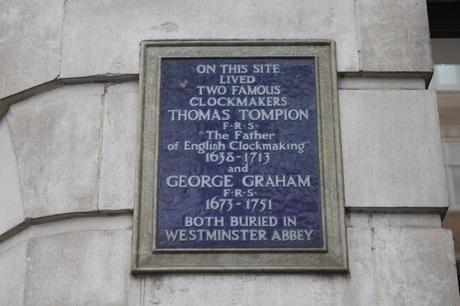 ON THIS SITE
LIVED
TWO FAMOUS
CLOCKMAKERS
THOMAS TOMPION
F·R·S·
"The Father
of English Clockmaking"
1638-1713
and
GEORGE GRAHAM
F·R·S·
1673-1751
BOTH BURIED IN
WESTMINSTER ABBEY